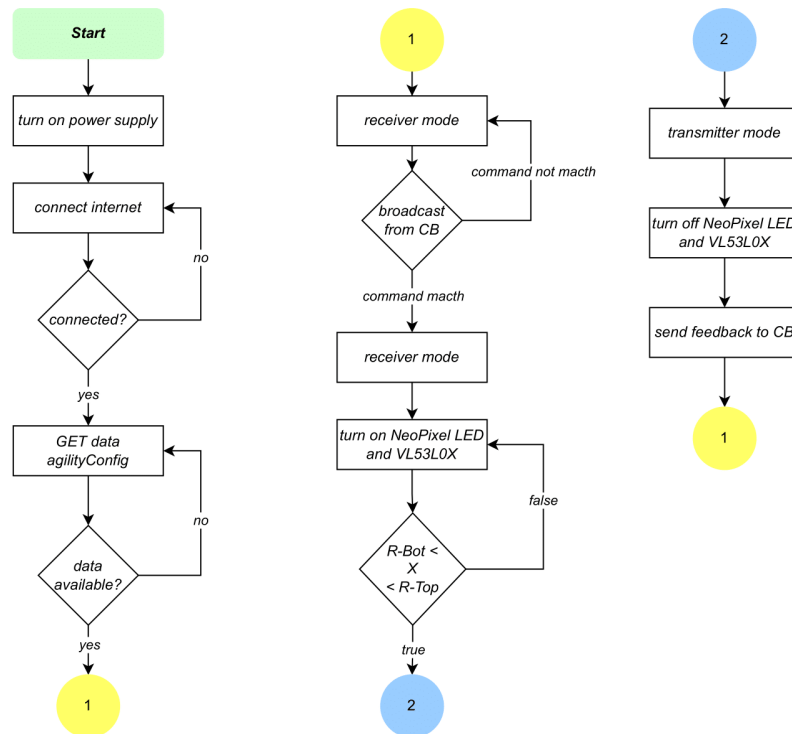 Start
turn on power supply
connect internet
no
connected?
yes
GET data
agilityConfig
no
data
available?
yes
1
1
receiver mode
command not macth
broadcast
from CB
command macth
receiver mode
turn on NeoPixel LED
and VL53L0X
false
R-Bot <
X
< R-Top
true
2
2
transmitter mode
turn off NeoPixel LED
and VL53L0X
send feedback to CB
1